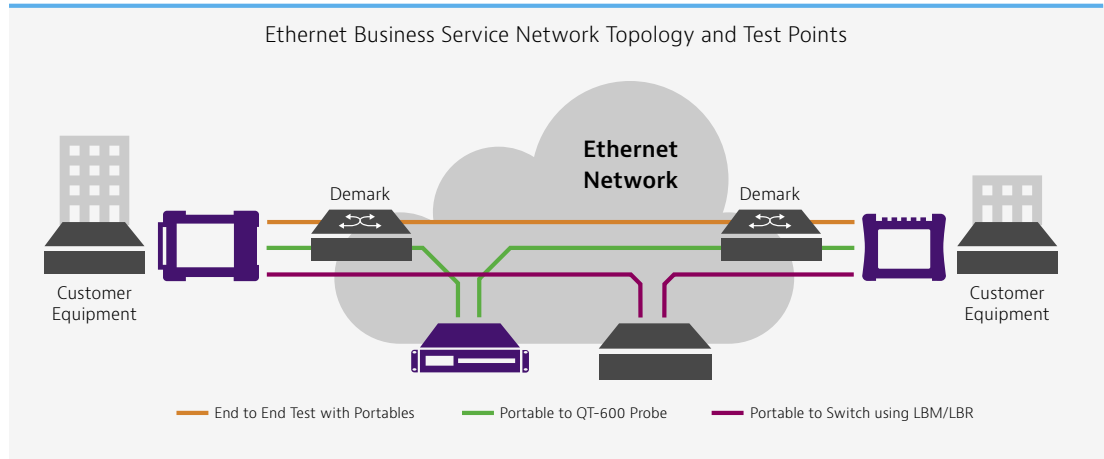 Ethernet Business Service Network Topology and Test Points
Ethernet
Network
Demark
Demark
Customer
Equipment
Customer
Equipment
End to End Test with Portables
Portable to QT-600 Probe
Portable to Switch using LBM/LBR